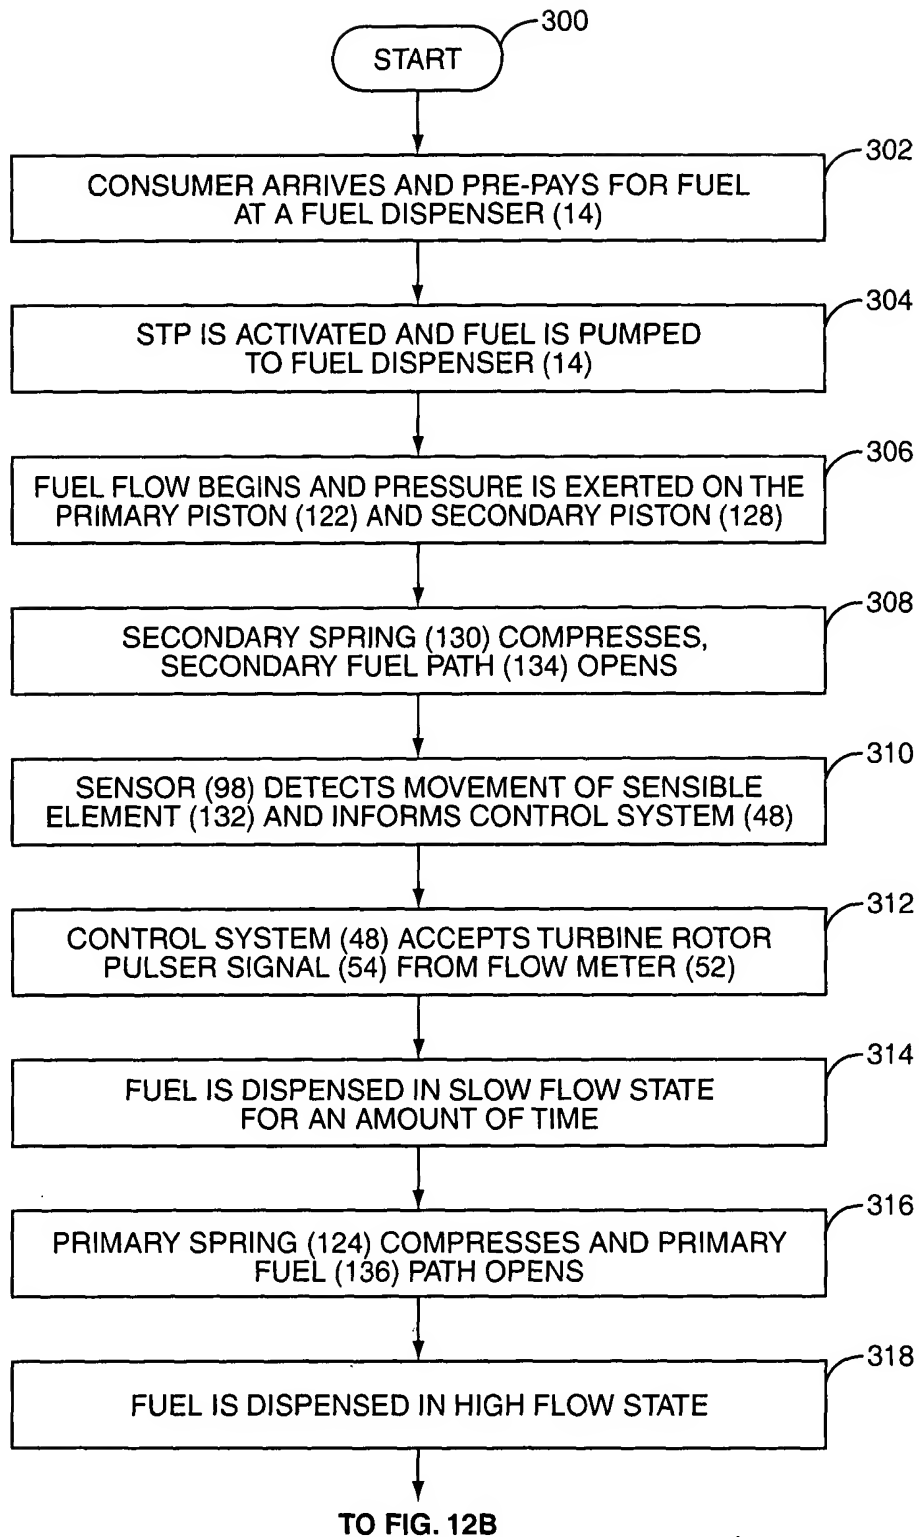 300
START
302
CONSUMER ARRIVES AND PRE-PAYS FOR FUEL
AT A FUEL DISPENSER (14)
304
STP IS ACTIVATED AND FUEL IS PUMPED
TO FUEL DISPENSER (14)
306
FUEL FLOW BEGINS AND PRESSURE IS EXERTED ON THE
PRIMARY PISTON (122) AND SECONDARY PISTON (128)
308
SECONDARY SPRING (130) COMPRESSES,
SECONDARY FUEL PATH (134) OPENS
310
SENSOR (98) DETECTS MOVEMENT OF SENSIBLE
ELEMENT (132) AND INFORMS CONTROL SYSTEM (48)
312
CONTROL SYSTEM (48) ACCEPTS TURBINE ROTOR
PULSER SIGNAL (54) FROM FLOW METER (52)
314
FUEL IS DISPENSED IN SLOW FLOW STATE
FOR AN AMOUNT OF TIME
316
PRIMARY SPRING (124) COMPRESSES AND PRIMARY
FUEL (136) PATH OPENS
318
FUEL IS DISPENSED IN HIGH FLOW STATE
TO FIG. 12B